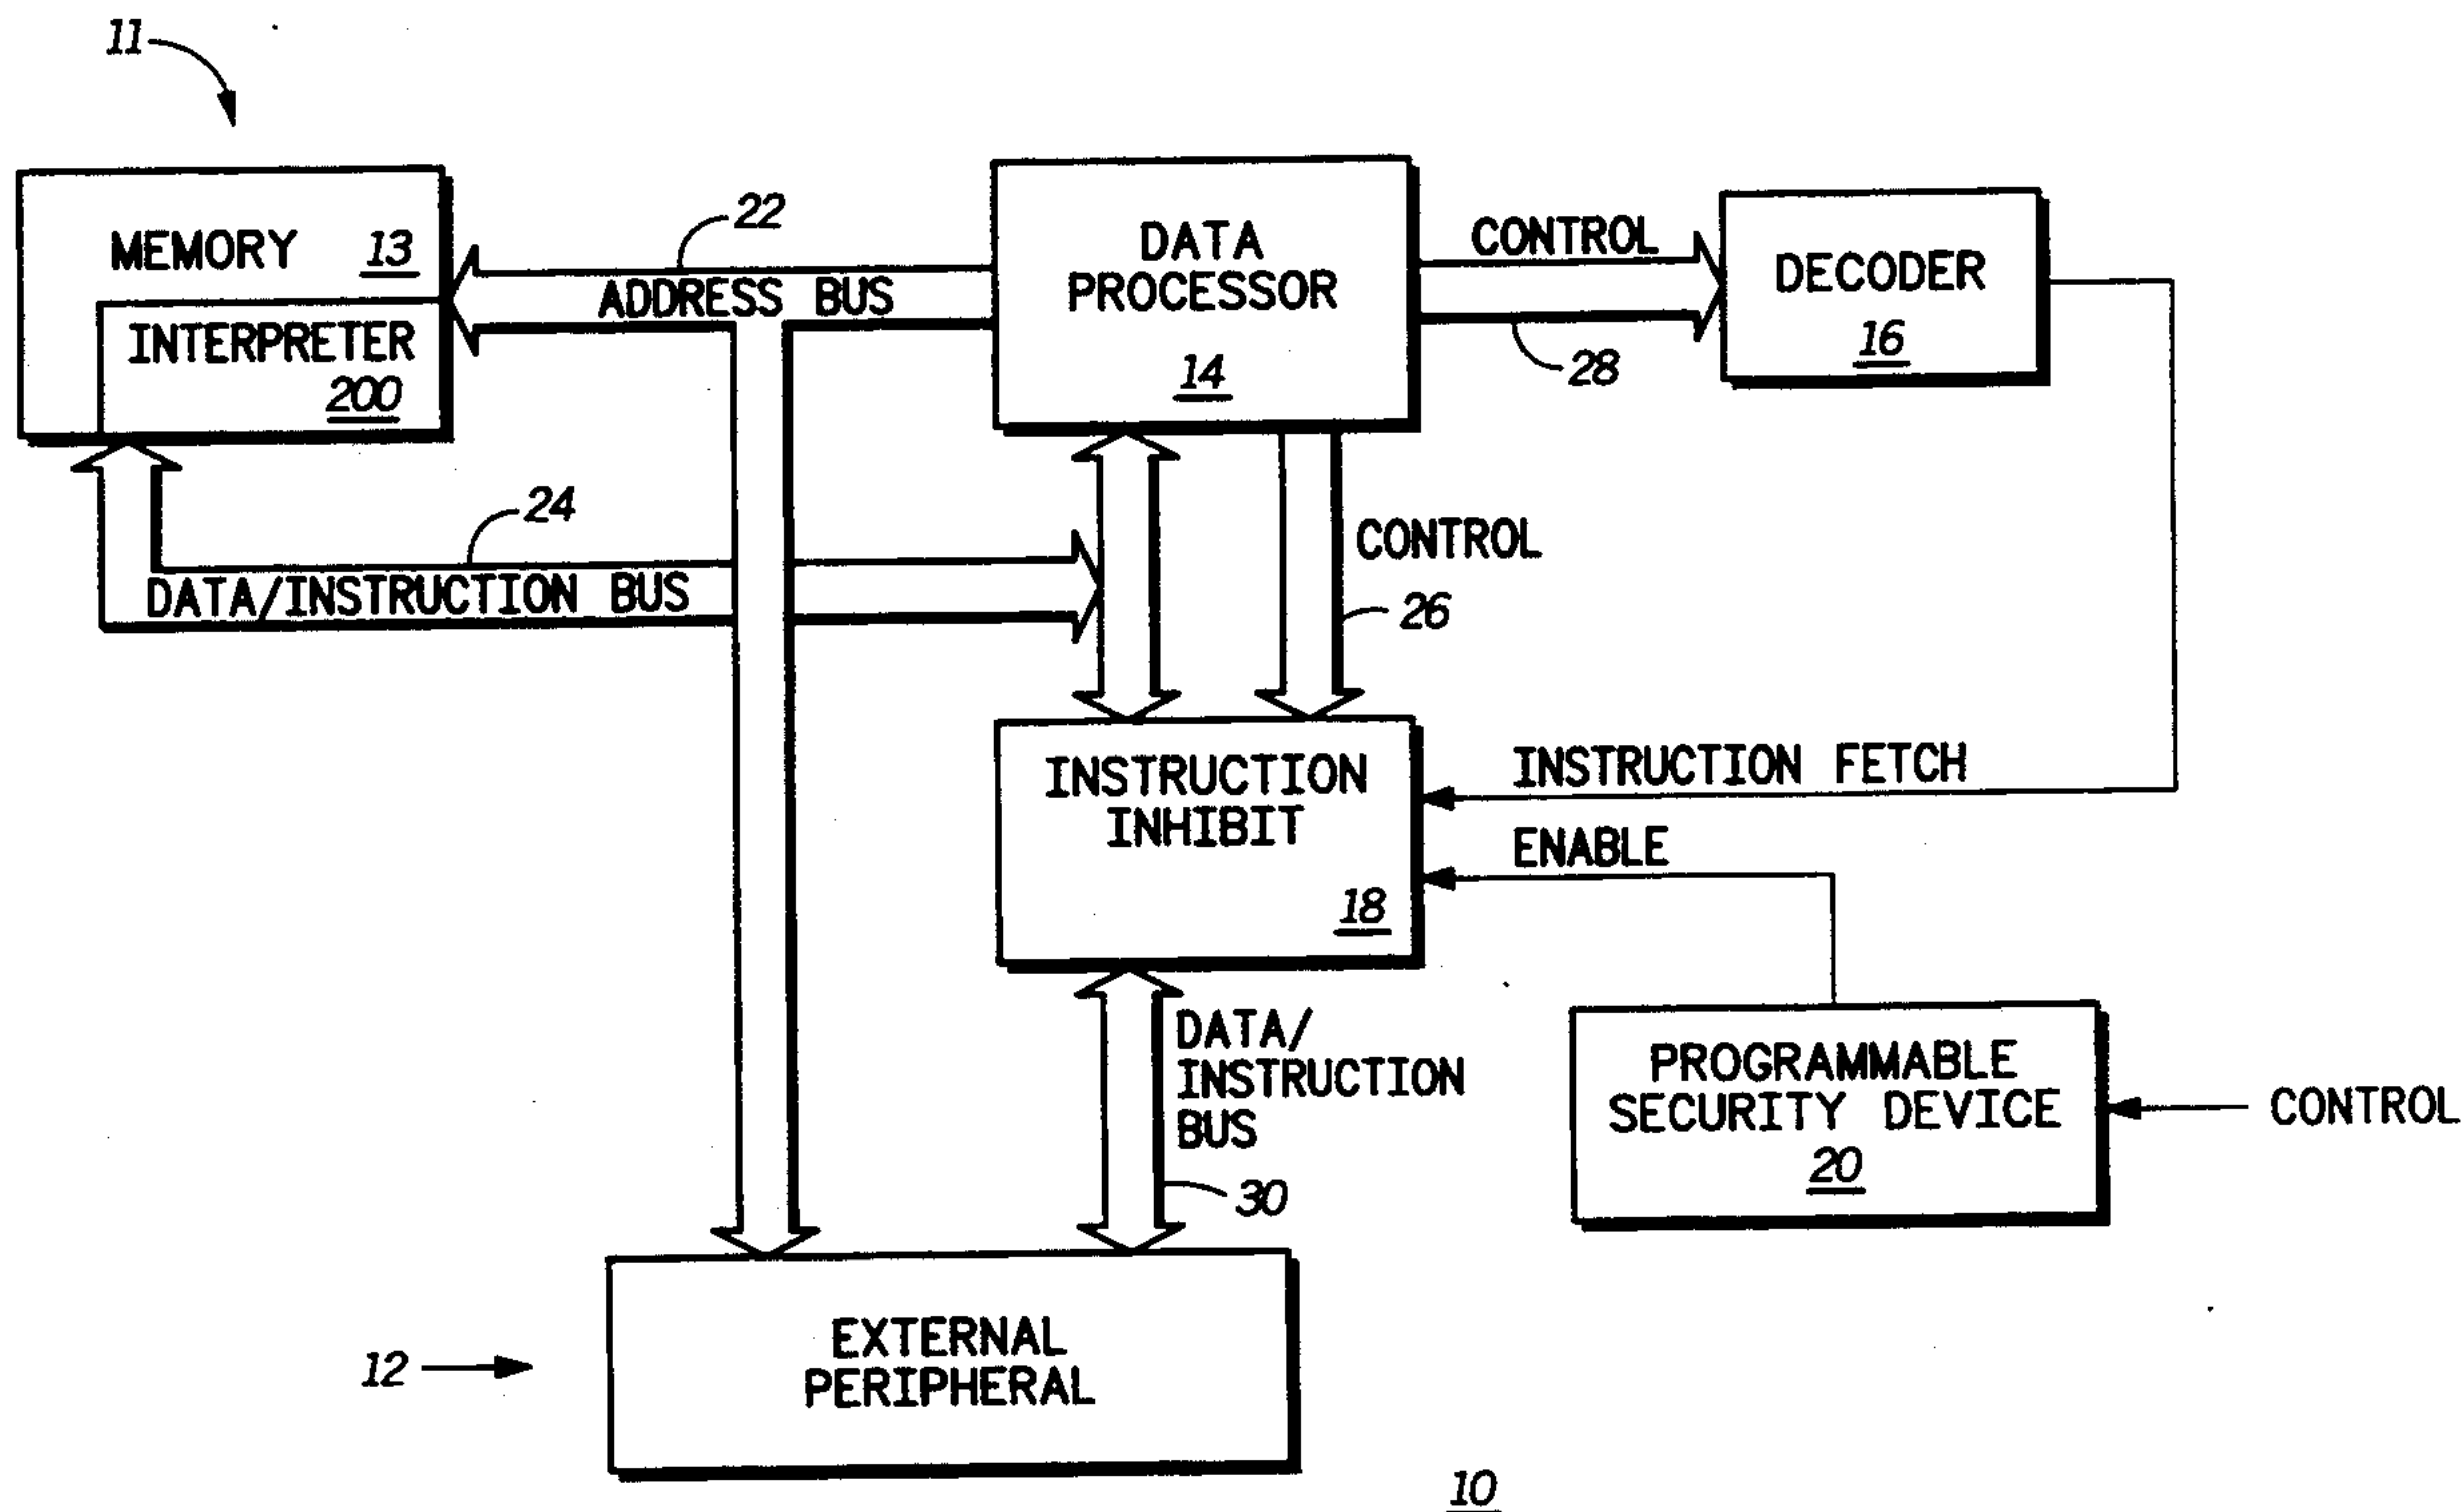 11
MEMORY 13
INTERPRETER
200
22
ADDRESS BUS
DATA
PROCESSOR
14
CONTROL
28
DECODER
16
24
DATA/INSTRUCTION BUS
CONTROL
26
INSTRUCTION
INHIBIT
18
INSTRUCTION FETCH
ENABLE
DATA/
INSTRUCTION
BUS
30
PROGRAMMABLE
SECURITY DEVICE
20
CONTROL
12
EXTERNAL
PERIPHERAL
10